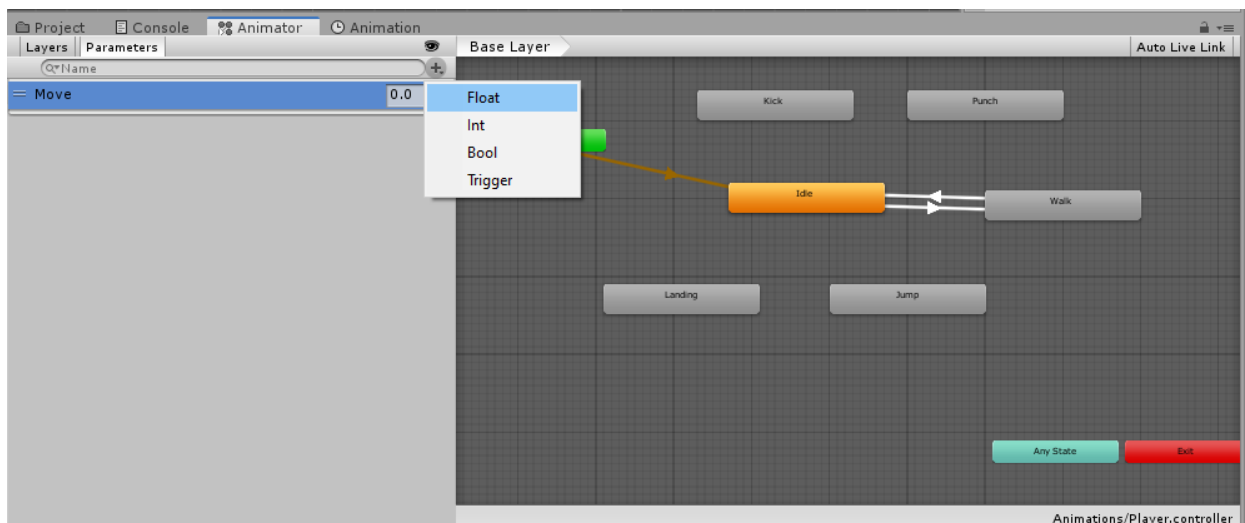 Project Console Animator Animation
Layers Parameters Base Layer Auto Live Link
Name
Move 0.0
Float
Int
Bool
Trigger
Kick Punch
Idle Walk
Landing Jump
Any State Exit
Animations/Player.controller